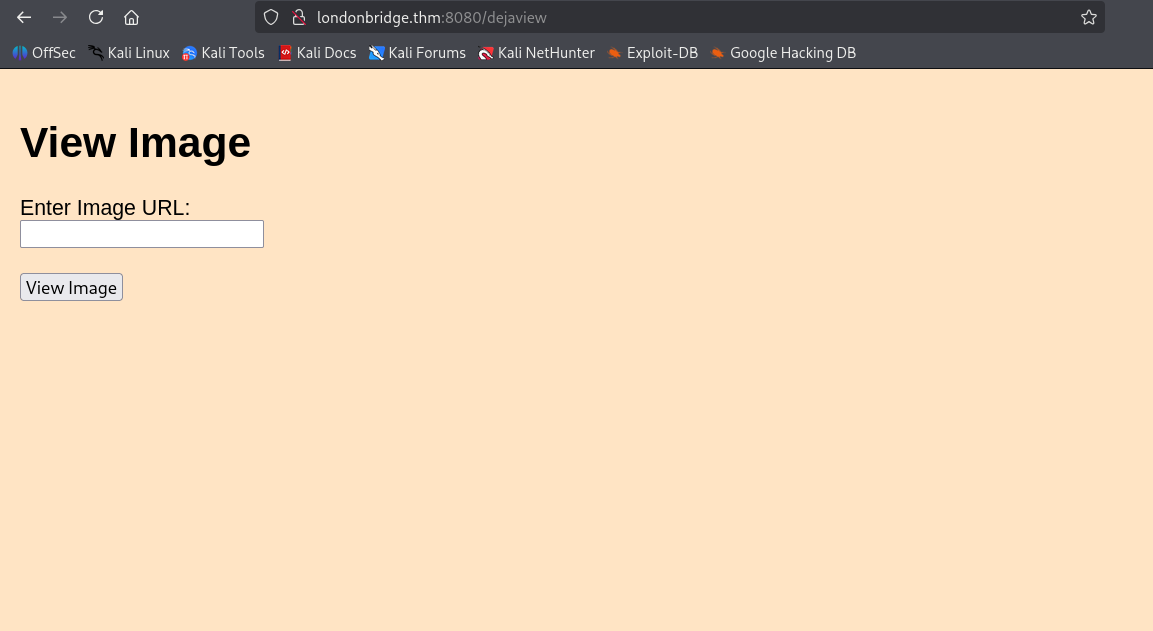 londonbridge.thm:8080/dejaview
OffSec Kali Linux Kali Tools Kali Docs Kali Forums Kali NetHunter Exploit-DB Google Hacking DB
View Image
Enter Image URL:
View Image